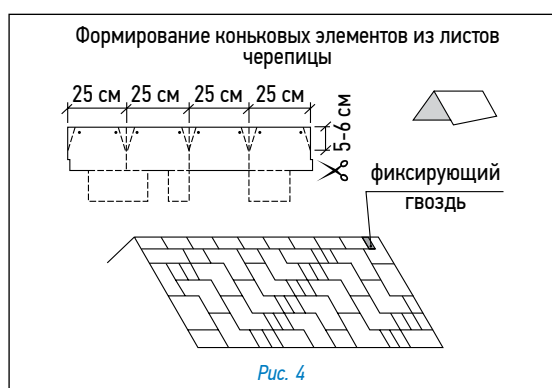 Формирование коньковых элементов из листов
черепицы
25 см 25 см 25 см 25 см
5-6 см
фиксирующий
гвоздь
Рис. 4